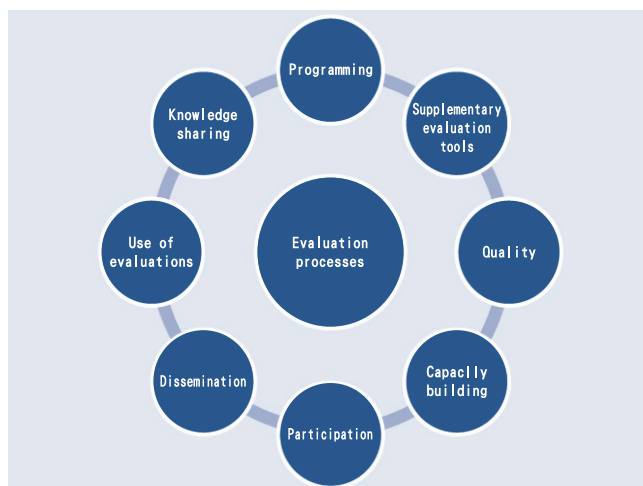 Programming
Supplementary
evaluation
tools
Quality
Capaclly
building
Participation
Dissemination
Use of
evaluations
Knowledge
sharing
Evaluation
processes